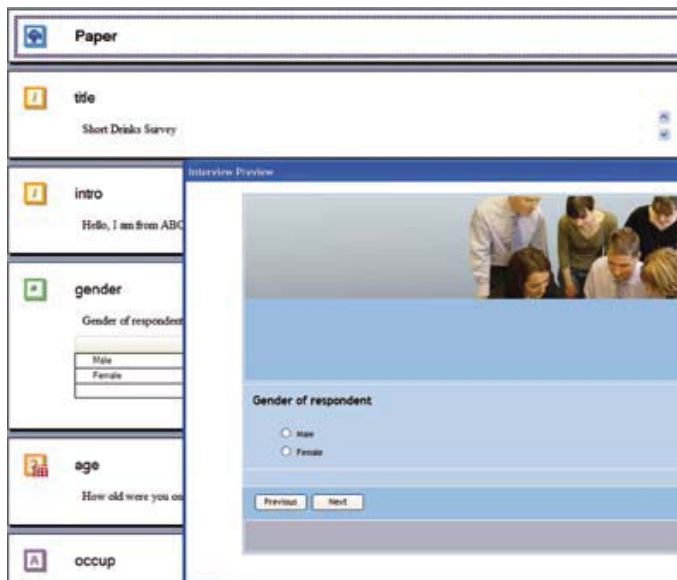 Paper
title
Short Drinks Survey
Interview Preview
intro
Hello, I am from ABC
gender
Gender of respondent
Male
Female
Gender of respondent
Male
Female
age
How old were you on
Previous
Next
occup
A